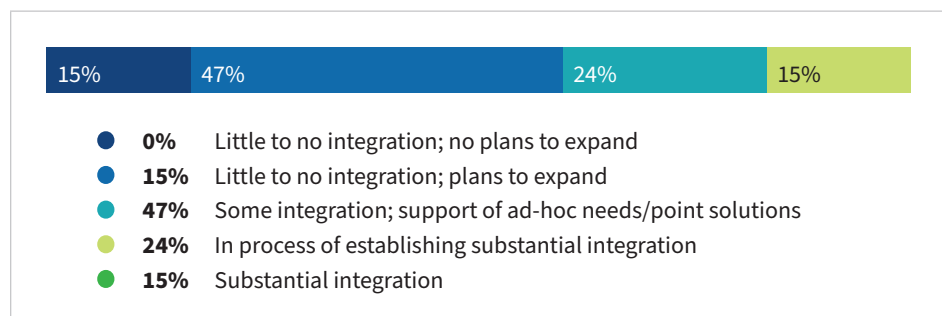 15% 47% 24% 15%
0% Little to no integration; no plans to expand
15% Little to no integration; plans to expand
47% Some integration; support of ad-hoc needs/point solutions
24% In process of establishing substantial integration
15% Substantial integration